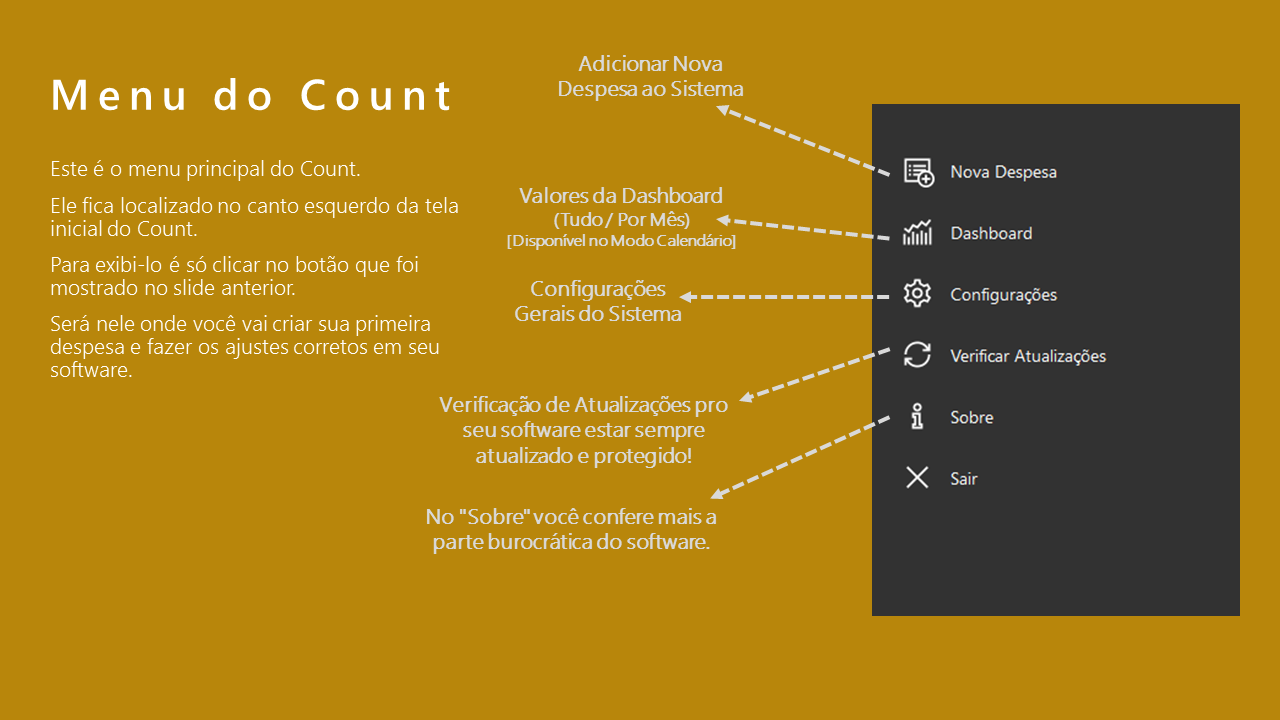 Menu do Count
Este é o menu principal do Count.
Ele fica localizado no canto esquerdo da tela
inicial do Count.
Para exibi-lo é só clicar no botão que foi
mostrado no slide anterior.
Será nele onde você vai criar sua primeira
despesa e fazer os ajustes corretos em seu
software.
Adicionar Nova
Despesa ao Sistema
Valores da Dashboard
(Tudo / Por Mês)
[Disponível no Modo Calendário]
Configurações
Gerais do Sistema
Verificação de Atualizações pro
seu software estar sempre
atualizado e protegido!
No "Sobre" você confere mais a
parte burocrática do software.
Nova Despesa
Dashboard
Configurações
Verificar Atualizações
Sobre
Sair